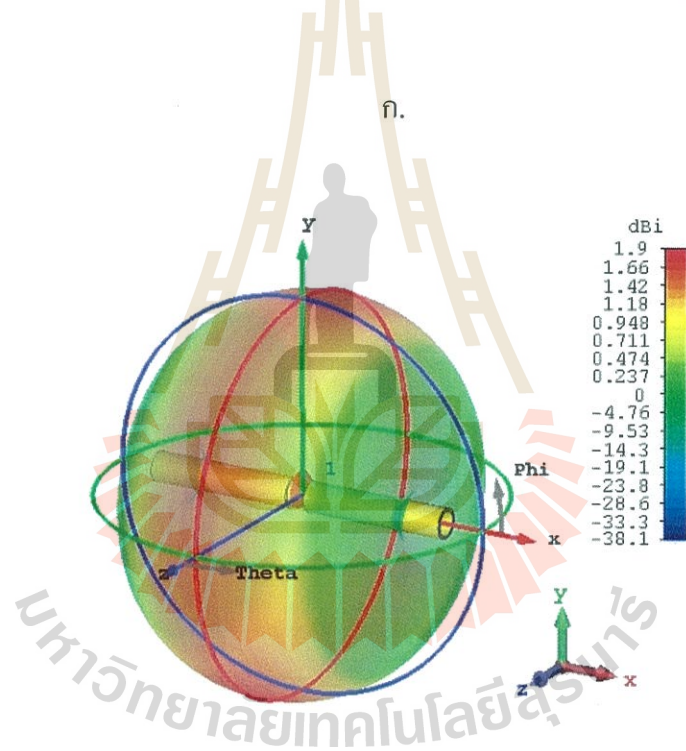 ก.
y
dBi
1.9
1.66
1.42
1.18
0.948
0.711
0.474
0.237
0
-4.76
-9.53
-14.3
-19.1
-23.8
-28.6
-33.3
-38.1
1
Phi
x
z
Theta
y
z
x
มหาวิทยาลัยเทคโนโลยีสุรนารี